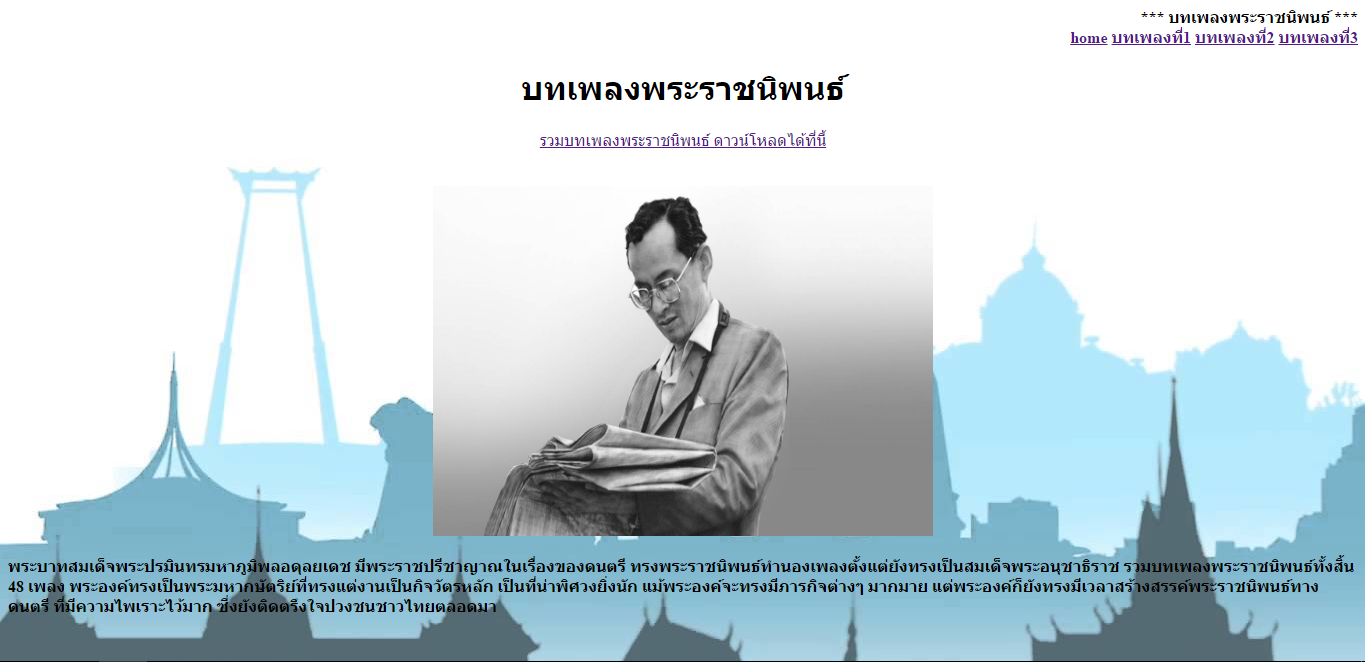 *** บทเพลงพระราชนิพนธ์ ***
home บทเพลงที่1 บทเพลงที่2 บทเพลงที่3
บทเพลงพระราชนิพนธ์
รวมบทเพลงพระราชนิพนธ์ ดาวน์โหลดได้ที่นี้
พระบาทสมเด็จพระปรมินทรมหาภูมิพลอดุลยเดช มีพระราชปรีชาญาณในเรื่องของดนตรี ทรงพระราชนิพนธ์ทำนองเพลงตั้งแต่ยังทรงเป็นสมเด็จพระอนุชาธิราช รวมบทเพลงพระราชนิพนธ์ทั้งสิ้น
48 เพลง พระองค์ทรงเป็นพระมหากษัตริย์ที่ทรงแต่งานเป็นกิจวัตรหลัก เป็นที่น่าพิศวงยิ่งนัก แม้พระองค์จะทรงมีภารกิจต่างๆ มากมาย แต่พระองค์ก็ยังทรงมีเวลาสร้างสรรค์พระราชนิพนธ์ทาง
ดนตรี ที่มีความไพเราะไว้มาก ซึ่งยังติดตรึงใจปวงชนชาวไทยตลอดมา